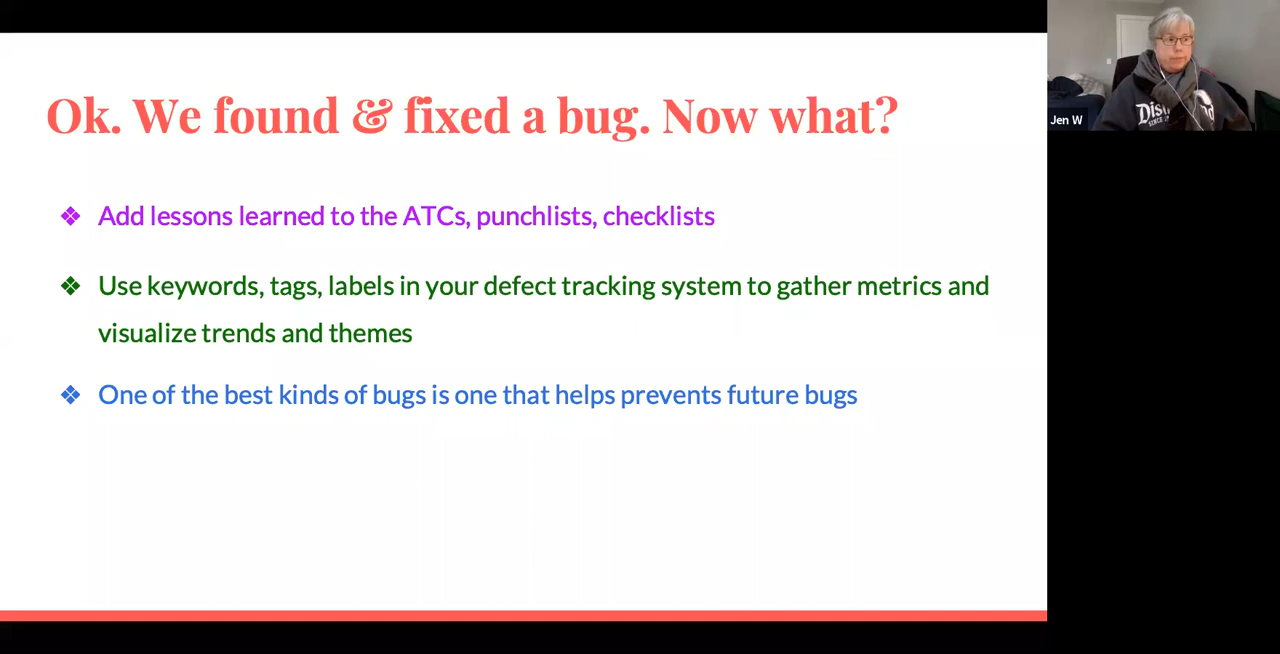 Ok. We found & fixed a bug. Now what?
❖ Add lessons learned to the ATCs, punchlists, checklists
❖ Use keywords, tags, labels in your defect tracking system to gather metrics and
visualize trends and themes
❖ One of the best kinds of bugs is one that helps prevents future bugs
Jen W